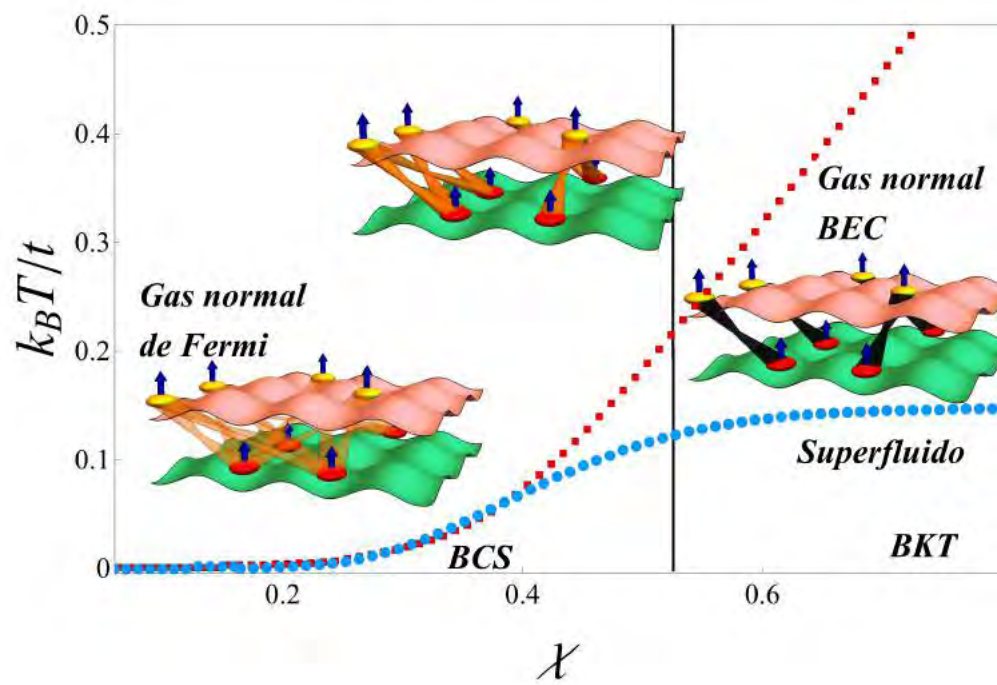 0.5
0.4
0.3
0.2
0.1
0
k_BT/t
Gas normal
de Fermi
Gas normal
BEC
Superfluido
BCS
BKT
0.2
0.4
0.6
χ